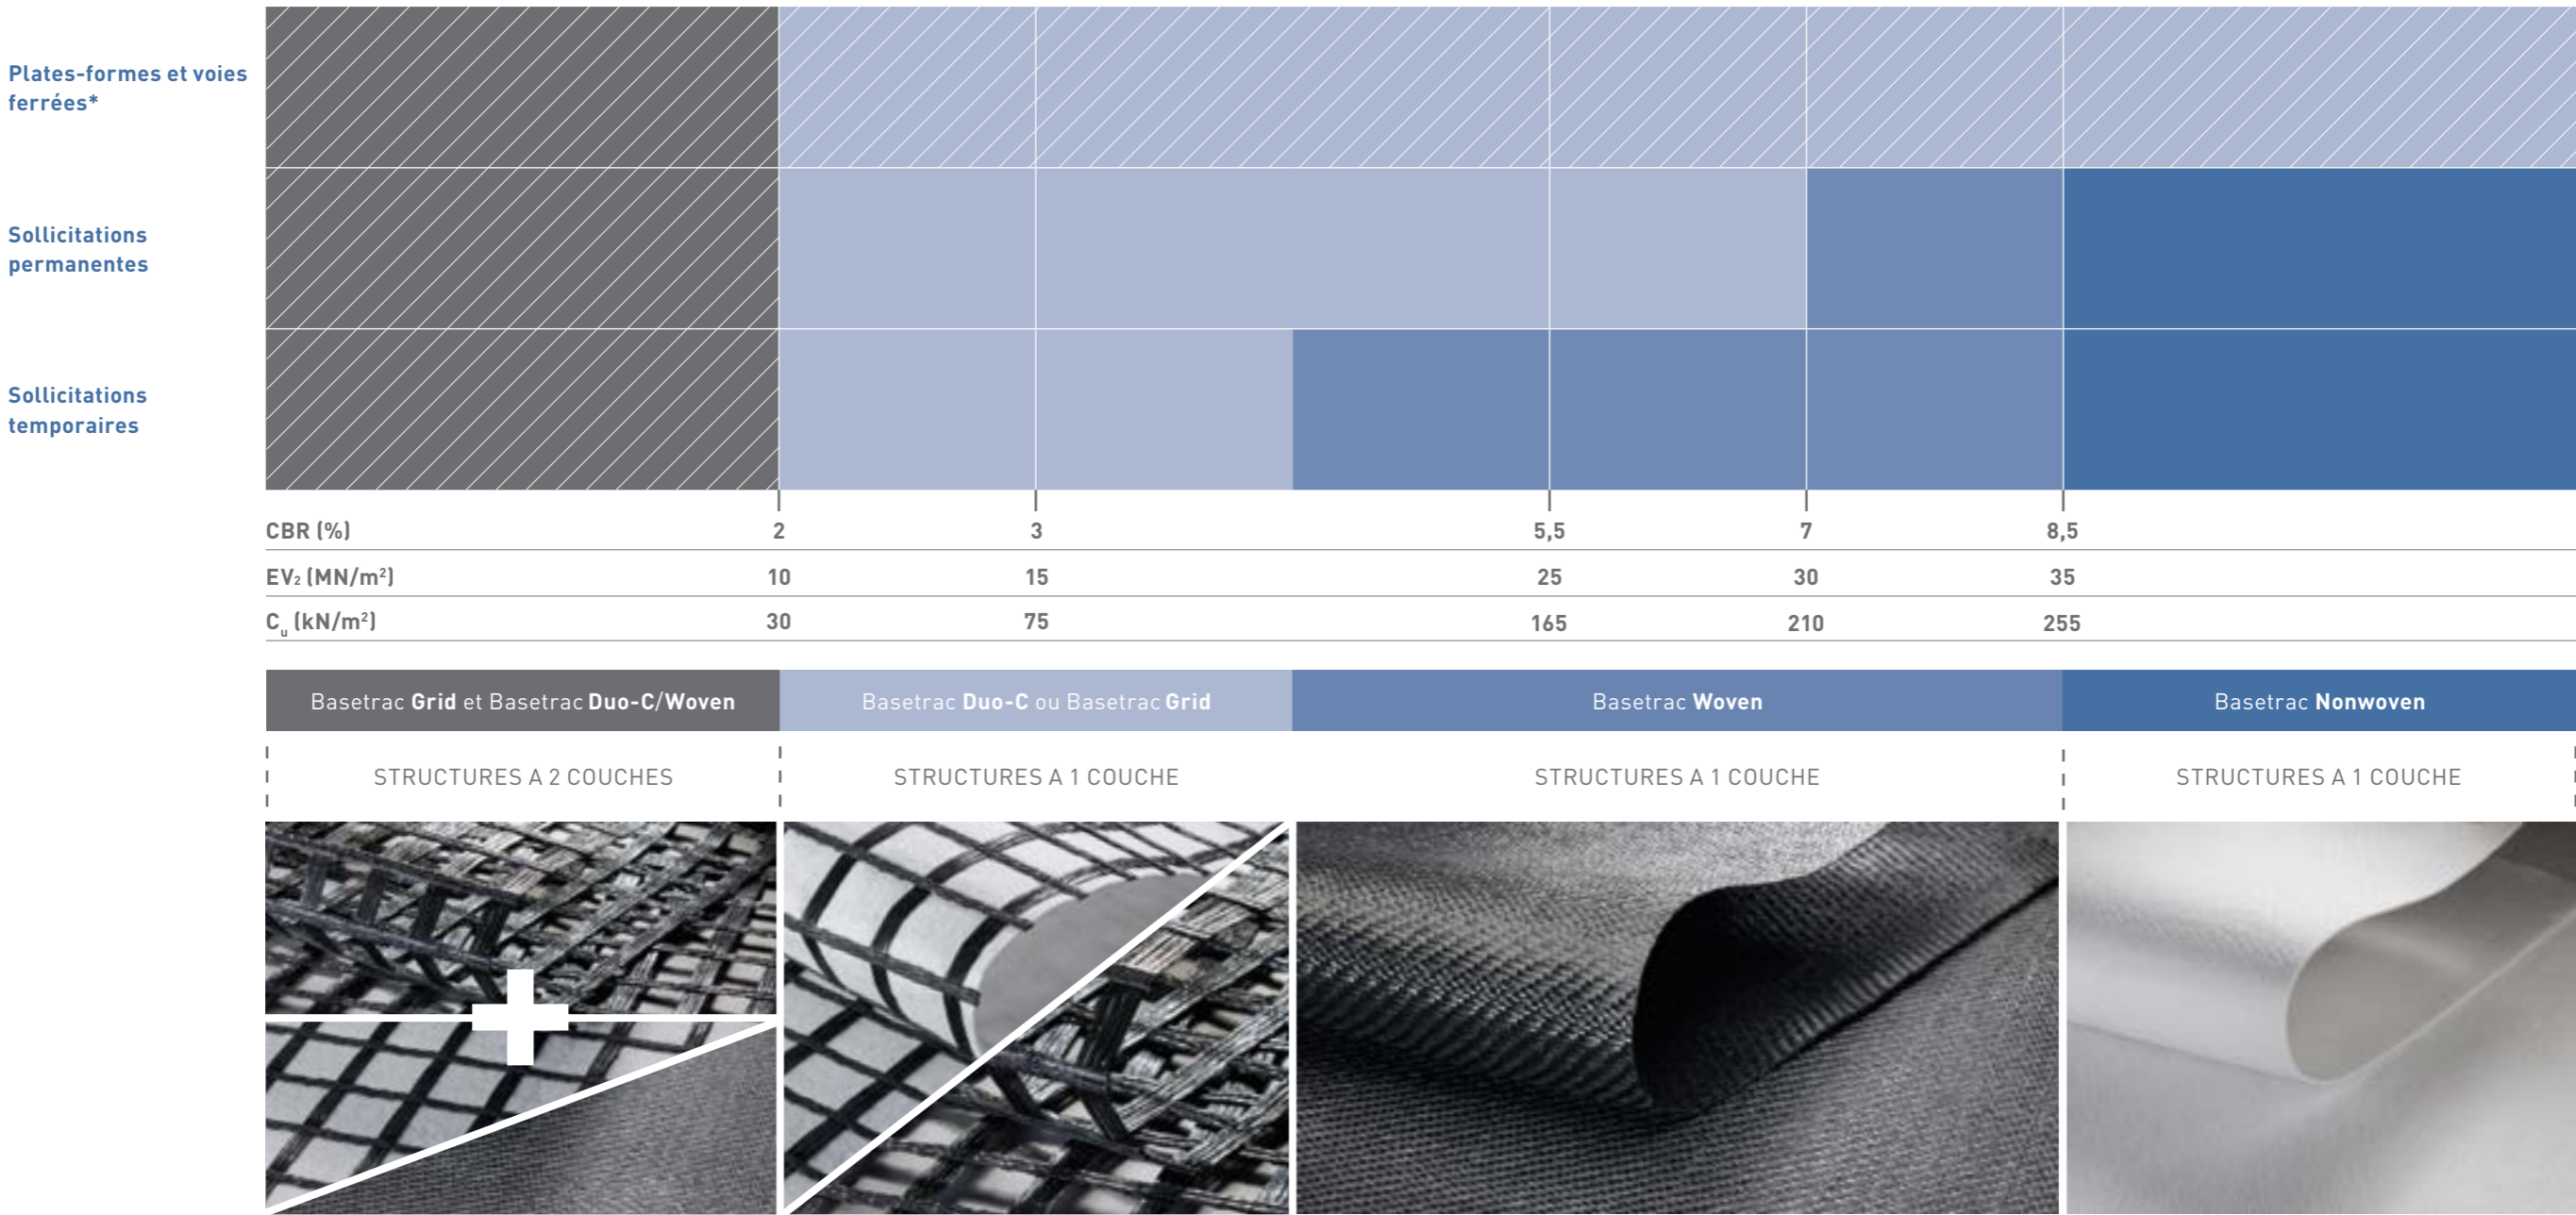 Plates-formes et voies
ferrées*
Sollicitations
permanentes
Sollicitations
temporaires
CBR (%) 2 3 5,5 7 8,5
EV₂ (MN/m²) 10 15 25 30 35
Cᵤ (kN/m²) 30 75 165 210 255
Basetrac Grid et Basetrac Duo-C/Woven Basetrac Duo-C ou Basetrac Grid Basetrac Woven Basetrac Nonwoven
STRUCTURES A 2 COUCHES STRUCTURES A 1 COUCHE STRUCTURES A 1 COUCHE STRUCTURES A 1 COUCHE